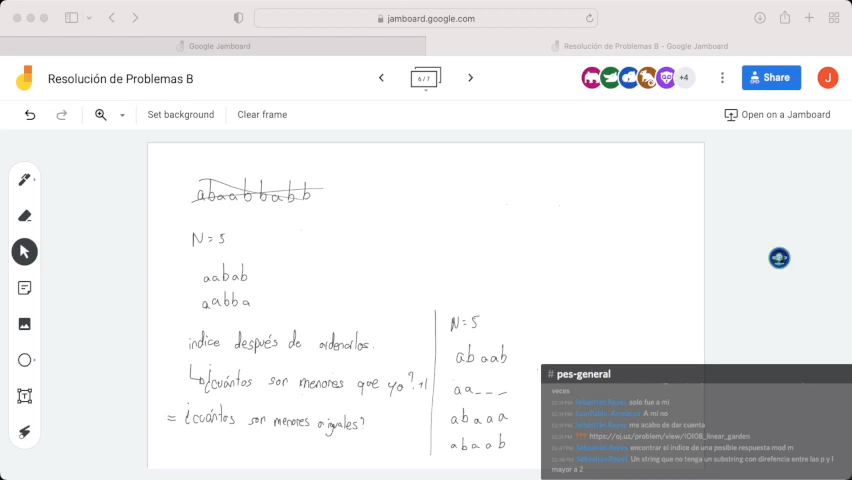 jamboard.google.com
Google Jamboard
Resolución de Problemas B - Google Jamboard
Resolución de Problemas B
6 / 7
+4
Share
J
Set background
Clear frame
Open on a Jamboard
abaabbabb
N = 5
aabab
aabba
indice después de ordenarlos.
↳ ¿cuántos son menores que yo? +1
= ¿cuántos son menores o iguales?
N = 5
abaab
aa _ _ _
abaaa
abaab
# pes-general
veces
solo fue a mi
A mi no
me acabo de dar cuenta
??? https://oj.uz/problem/view/IOI08_linear_garden
encontrar el indice de una posible respuesta mod m
Un string que no tenga un substring con direfencia entre las p y l
mayor a 2